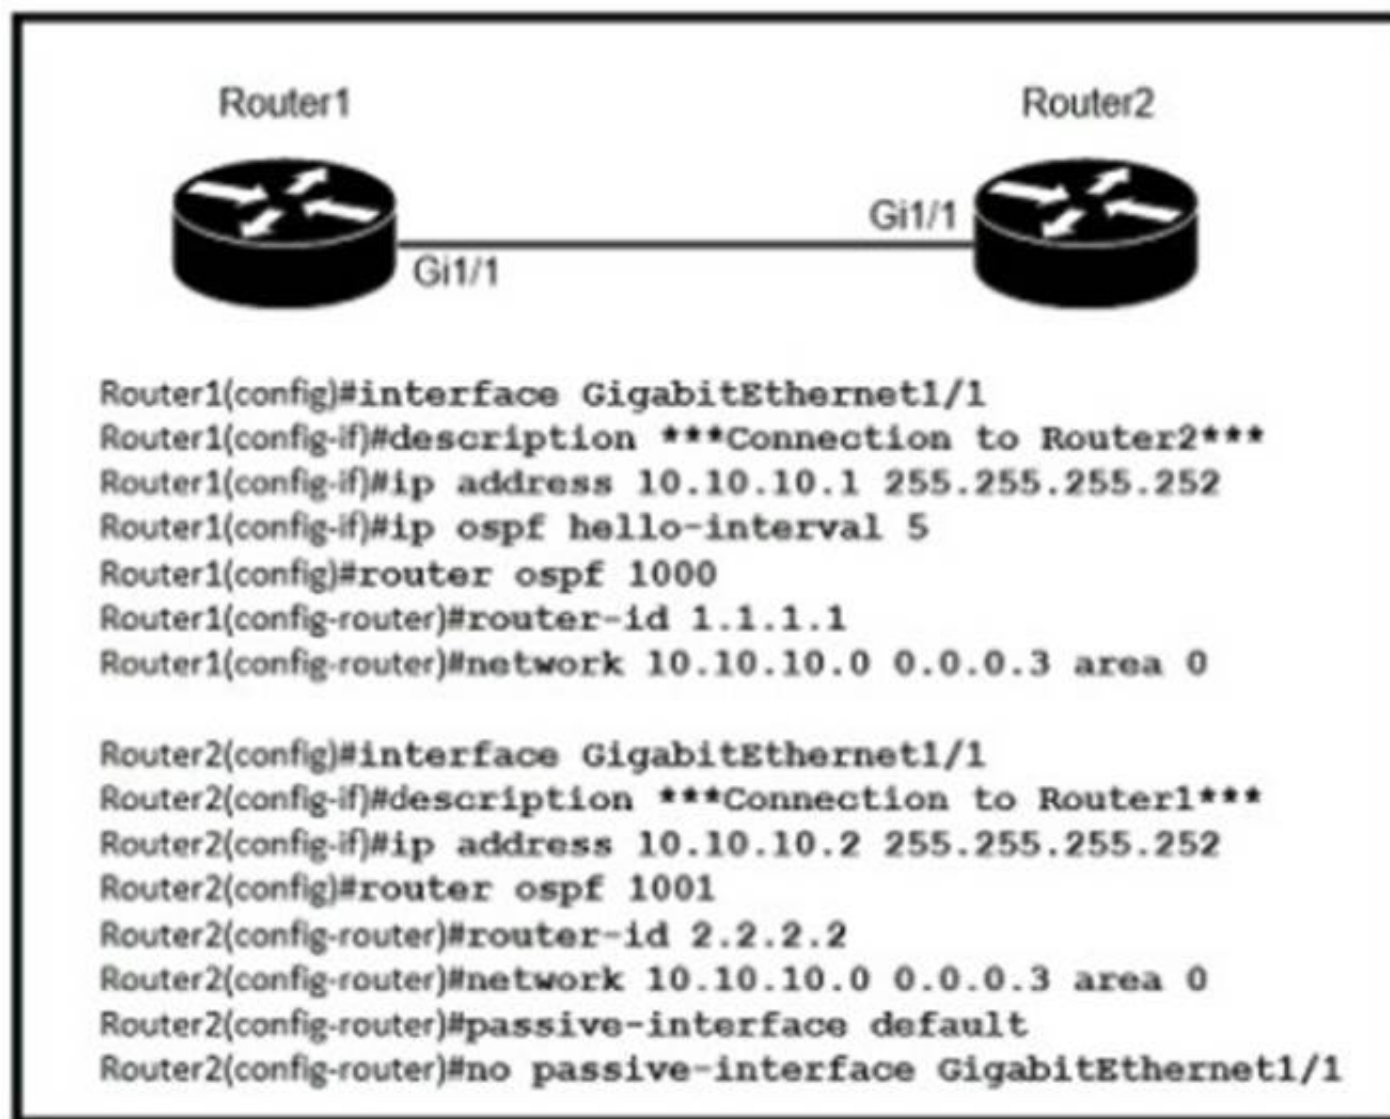 Router1
Router2
Gi1/1
Gi1/1
Router1(config)#interface GigabitEthernet1/1
Router1(config-if)#description ***Connection to Router2***
Router1(config-if)#ip address 10.10.10.1 255.255.255.252
Router1(config-if)#ip ospf hello-interval 5
Router1(config)#router ospf 1000
Router1(config-router)#router-id 1.1.1.1
Router1(config-router)#network 10.10.10.0 0.0.0.3 area 0
Router2(config)#interface GigabitEthernet1/1
Router2(config-if)#description ***Connection to Router1***
Router2(config-if)#ip address 10.10.10.2 255.255.255.252
Router2(config)#router ospf 1001
Router2(config-router)#router-id 2.2.2.2
Router2(config-router)#network 10.10.10.0 0.0.0.3 area 0
Router2(config-router)#passive-interface default
Router2(config-router)#no passive-interface GigabitEthernet1/1